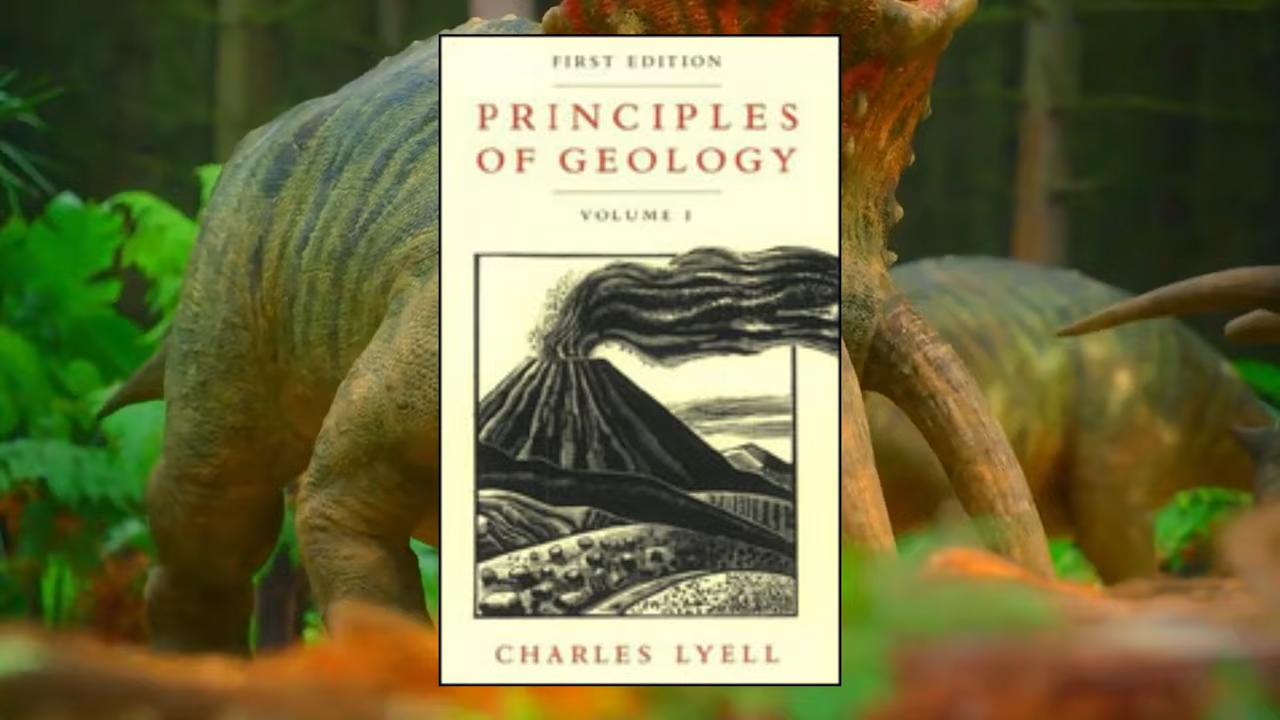 FIRST EDITION
PRINCIPLES
OF GEOLOGY
VOLUME I
CHARLES LYELL